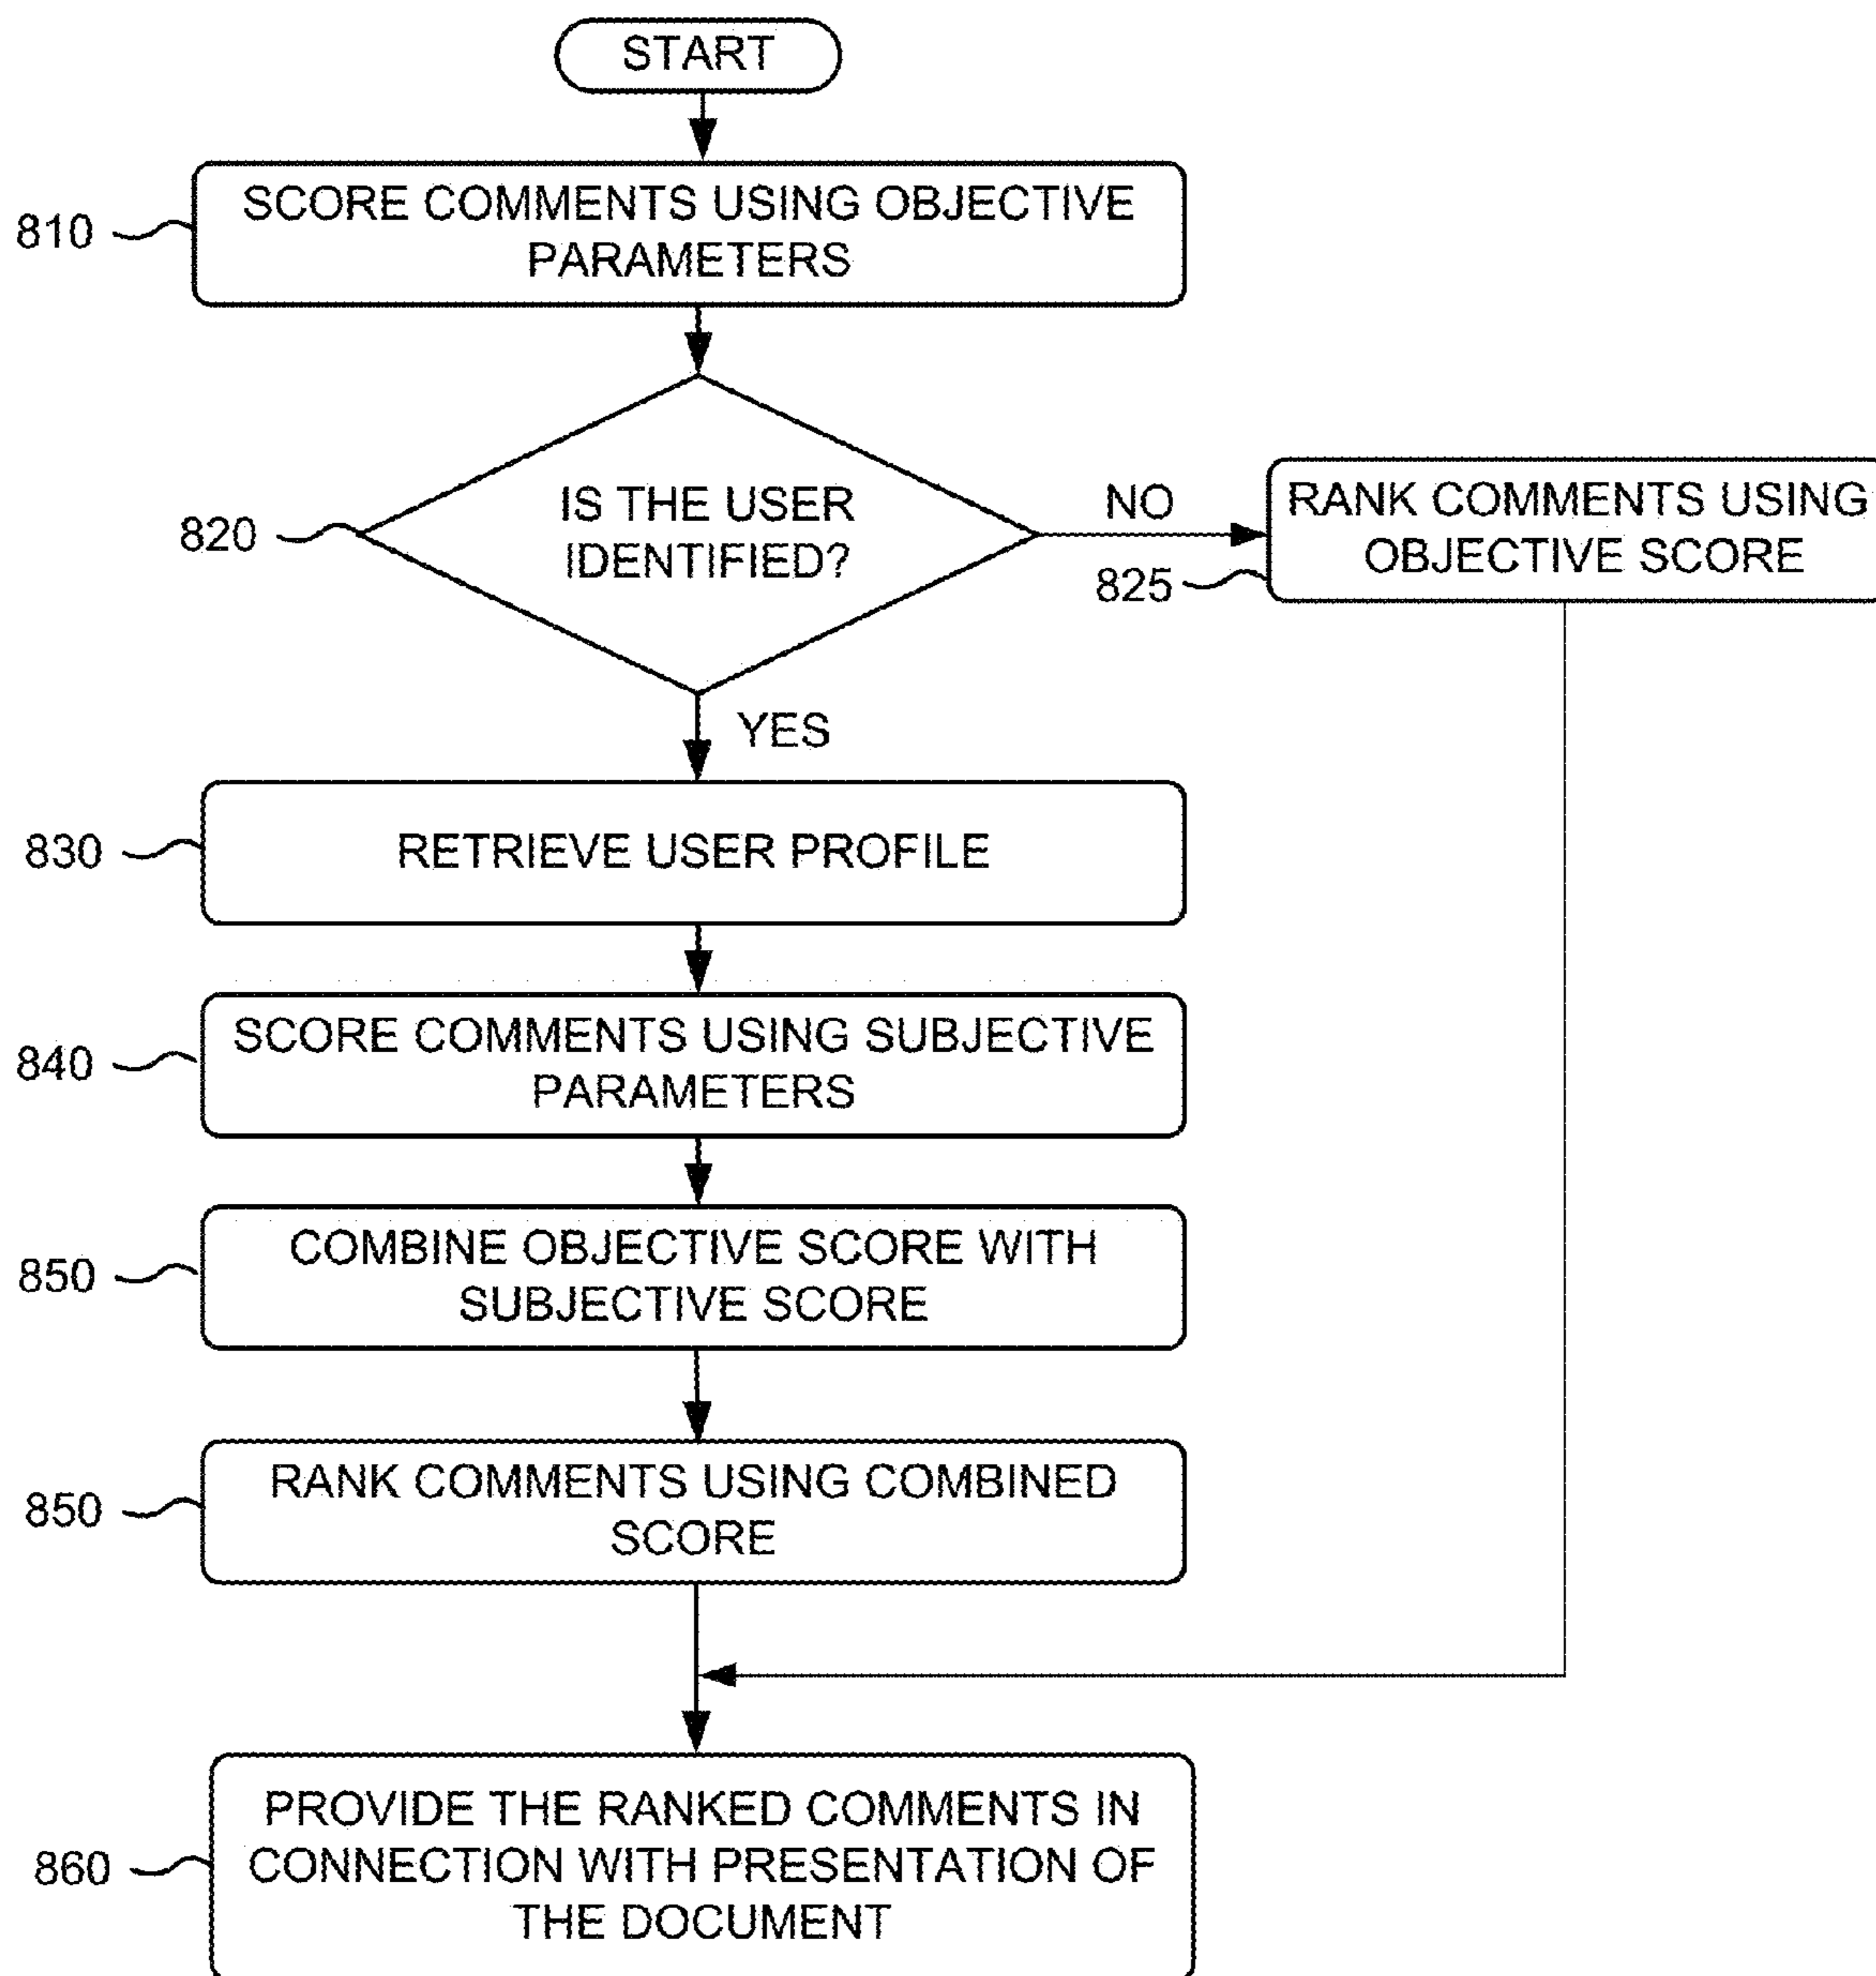 START
810
SCORE COMMENTS USING OBJECTIVE
PARAMETERS
820
IS THE USER
IDENTIFIED?
NO
825
RANK COMMENTS USING
OBJECTIVE SCORE
YES
830
RETRIEVE USER PROFILE
840
SCORE COMMENTS USING SUBJECTIVE
PARAMETERS
850
COMBINE OBJECTIVE SCORE WITH
SUBJECTIVE SCORE
850
RANK COMMENTS USING COMBINED
SCORE
860
PROVIDE THE RANKED COMMENTS IN
CONNECTION WITH PRESENTATION OF
THE DOCUMENT